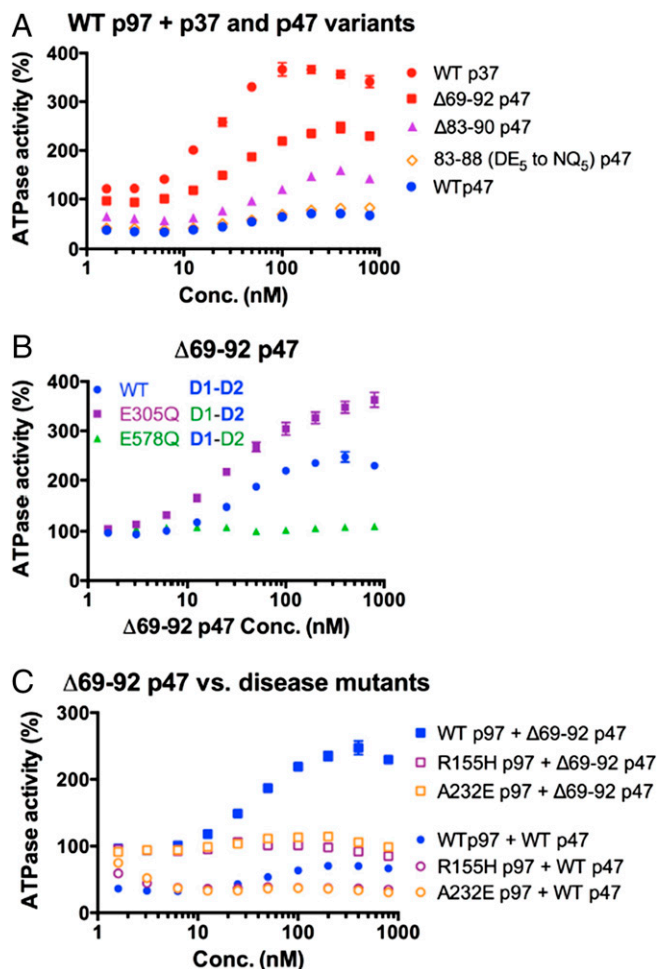 A
WT p97 + p37 and p47 variants
ATPase activity (%)
400
300
200
100
0
1
10
100
1000
Conc. (nM)
WT p37
Δ69-92 p47
Δ83-90 p47
83-88 (DE₅ to NQ₅) p47
WTp47
B
Δ69-92 p47
ATPase activity (%)
400
300
200
100
0
WT D1-D2
E305Q D1-D2
E578Q D1-D2
1
10
100
1000
Δ69-92 p47 Conc. (nM)
C
Δ69-92 p47 vs. disease mutants
ATPase activity (%)
300
200
100
0
1
10
100
1000
Conc. (nM)
WT p97 + Δ69-92 p47
R155H p97 + Δ69-92 p47
A232E p97 + Δ69-92 p47
WTp97 + WT p47
R155H p97 + WT p47
A232E p97 + WT p47